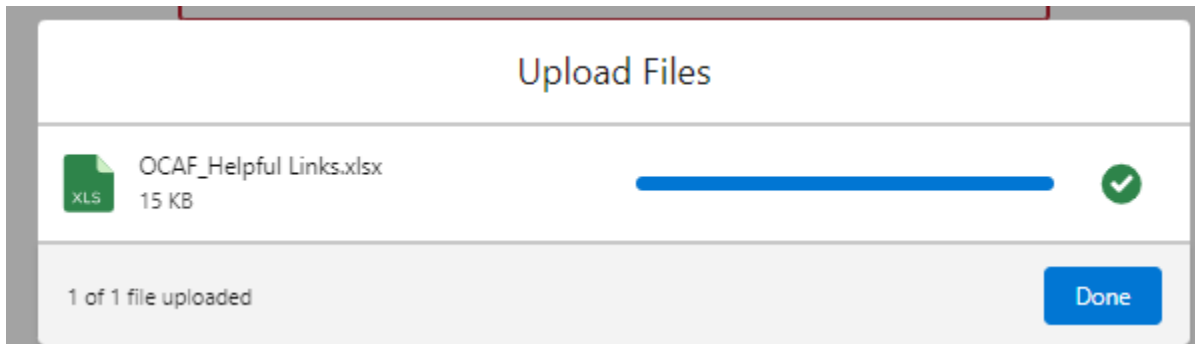 Upload Files
OCAF_Helpful Links.xlsx
XLS
15 KB
1 of 1 file uploaded
Done